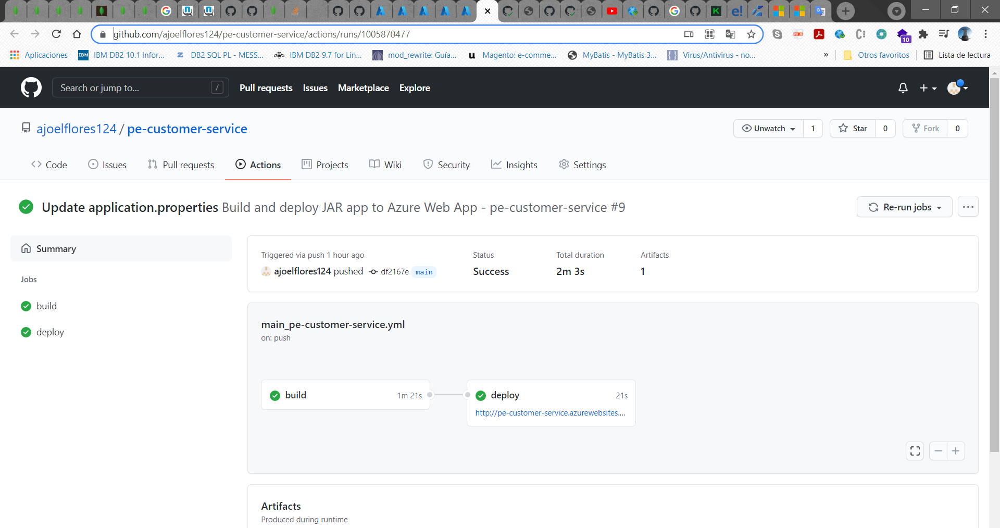 github.com/ajoelflores124/pe-customer-service/actions/runs/1005870477
10
Aplicaciones
IBM DB2 10.1 Infor...
DB2 SQL PL - MESS...
IBM DB2 9.7 for Lin...
mod_rewrite: Guía...
Magento: e-comme...
MyBatis - MyBatis 3...
Virus/Antivirus - no...
»
Otros favoritos
Lista de lectura
Search or jump to...
/
Pull requests
Issues
Marketplace
Explore
ajoelflores124 / pe-customer-service
Unwatch
1
Star
0
Fork
0
Code
Issues
Pull requests
Actions
Projects
Wiki
Security
Insights
Settings
Update application.properties Build and deploy JAR app to Azure Web App - pe-customer-service #9
Re-run jobs
...
Summary
Jobs
build
deploy
Triggered via push 1 hour ago
ajoelflores124 pushed df2167e main
Status
Success
Total duration
2m 3s
Artifacts
1
main_pe-customer-service.yml
on: push
build
1m 21s
deploy
21s
http://pe-customer-service.azurewebsites....
Artifacts
Produced during runtime